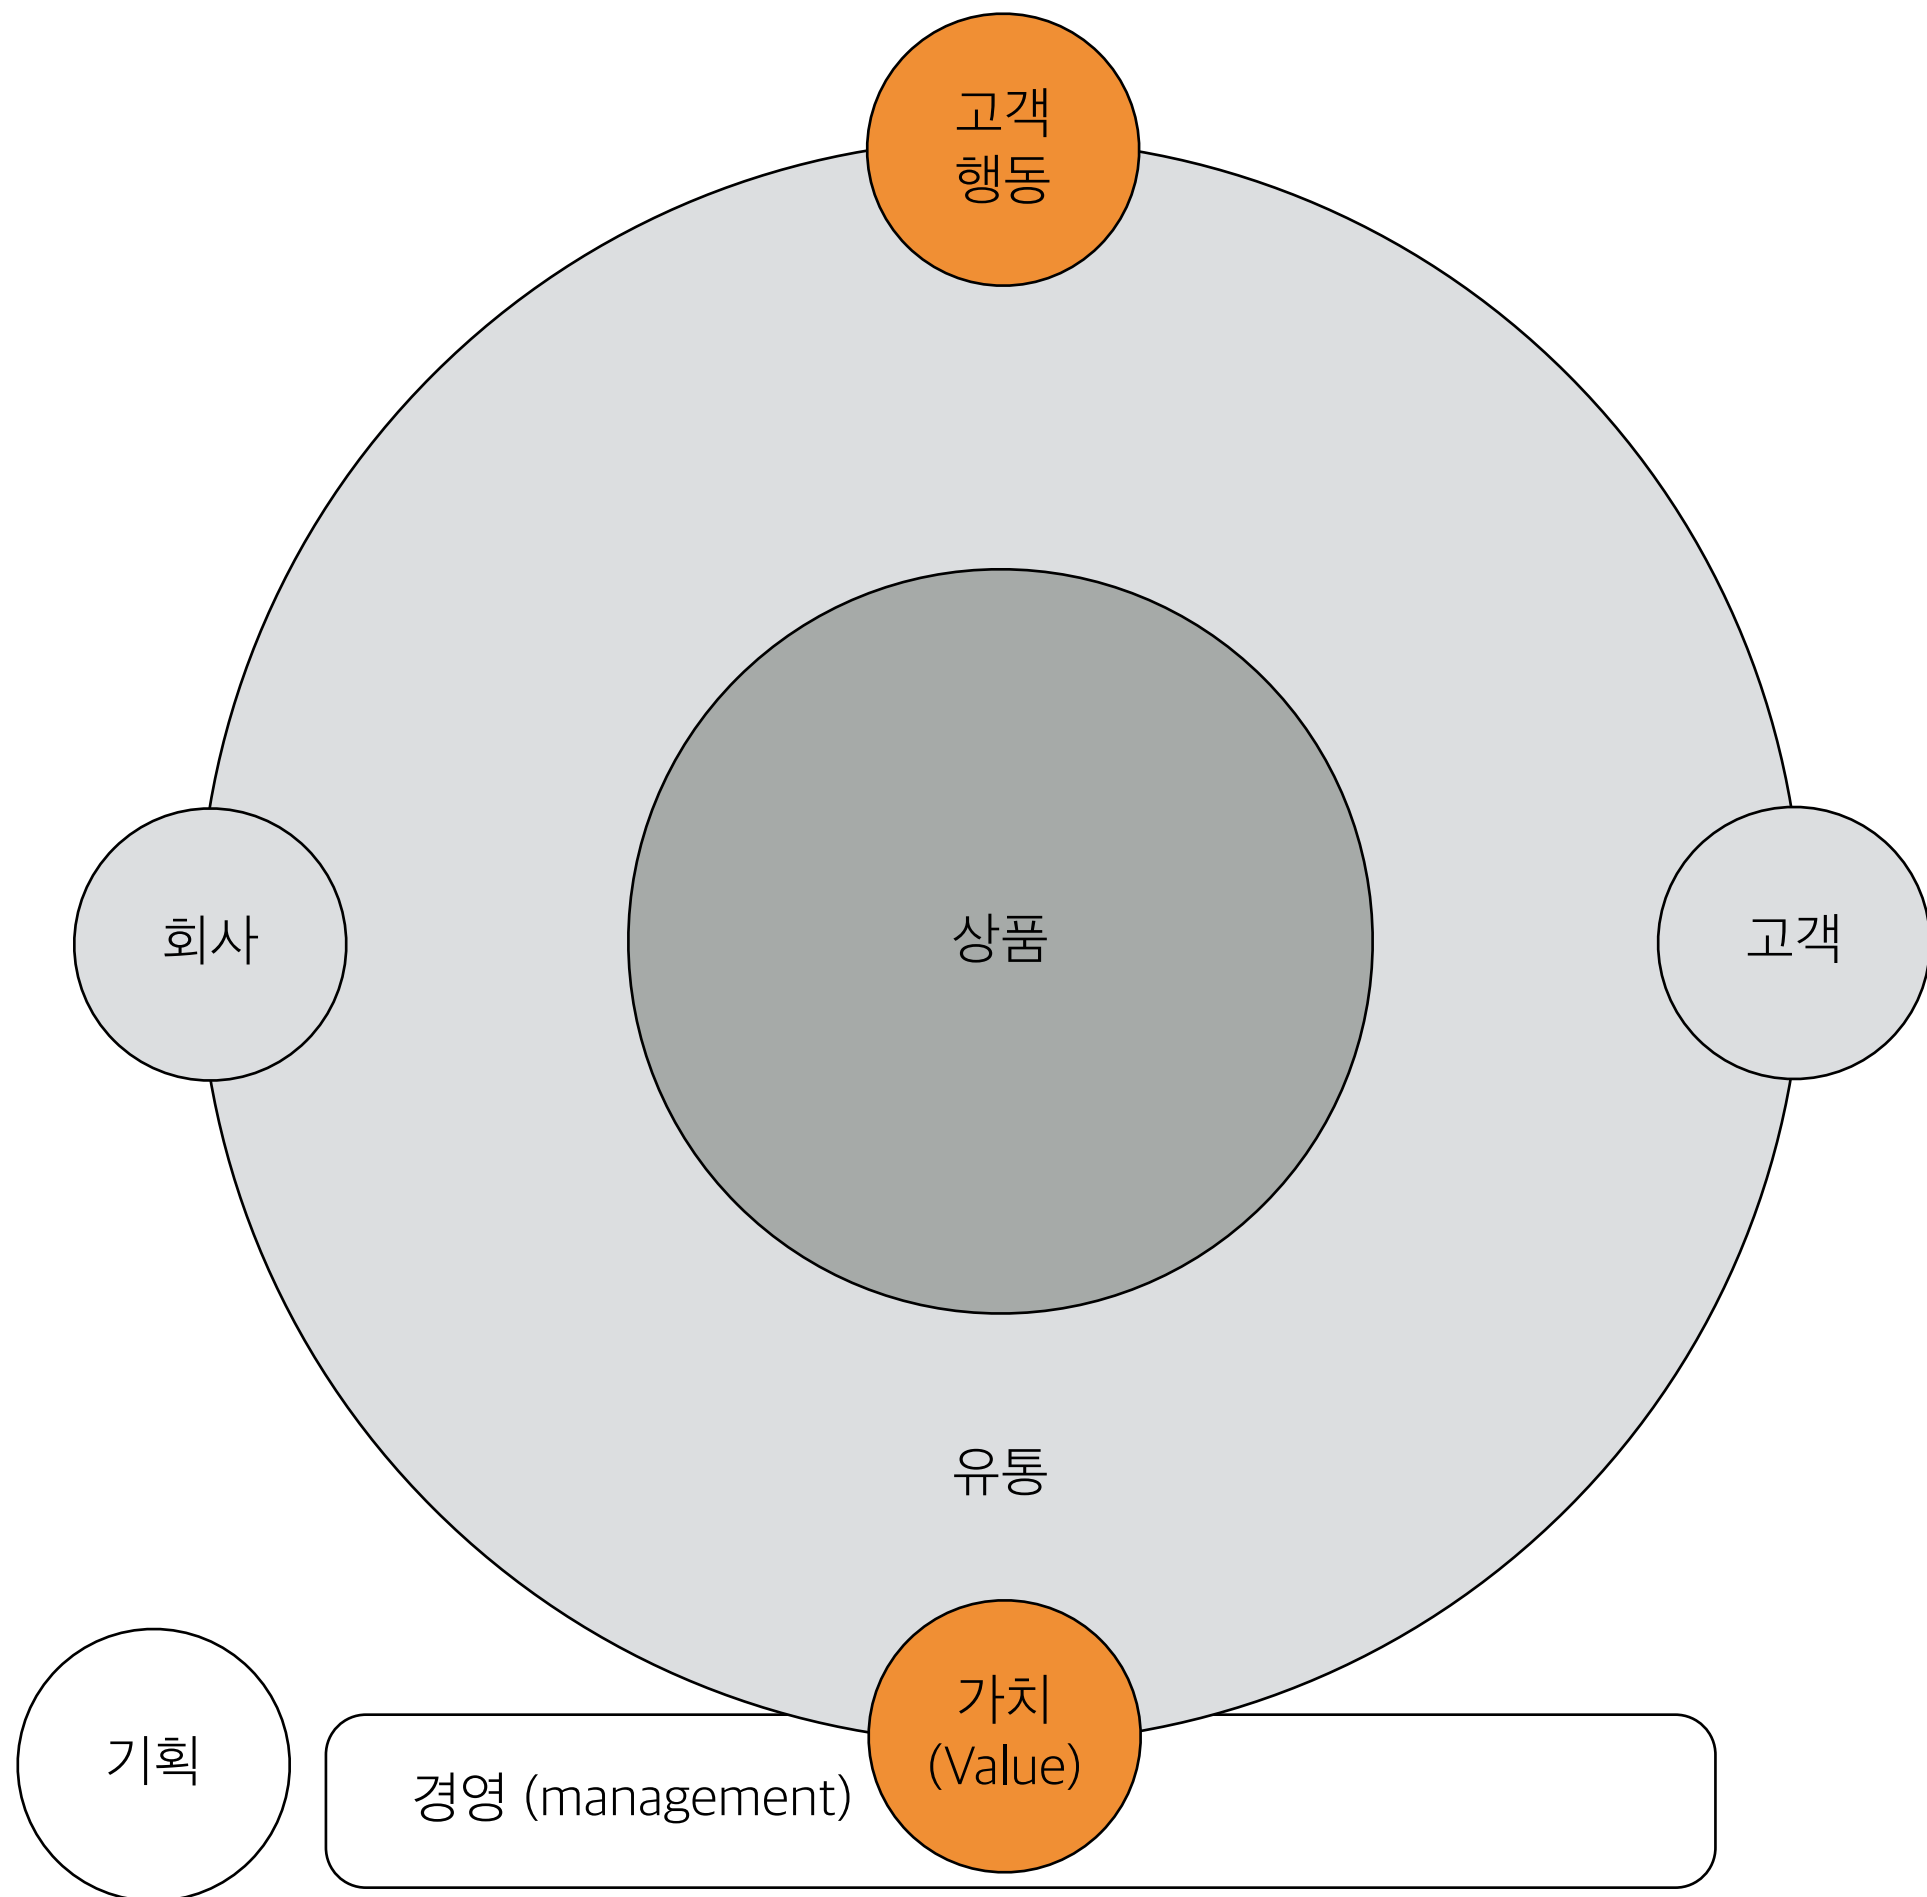 고객
행동
회사
상품
고객
유통
가치
(Value)
기획
경영 (management)